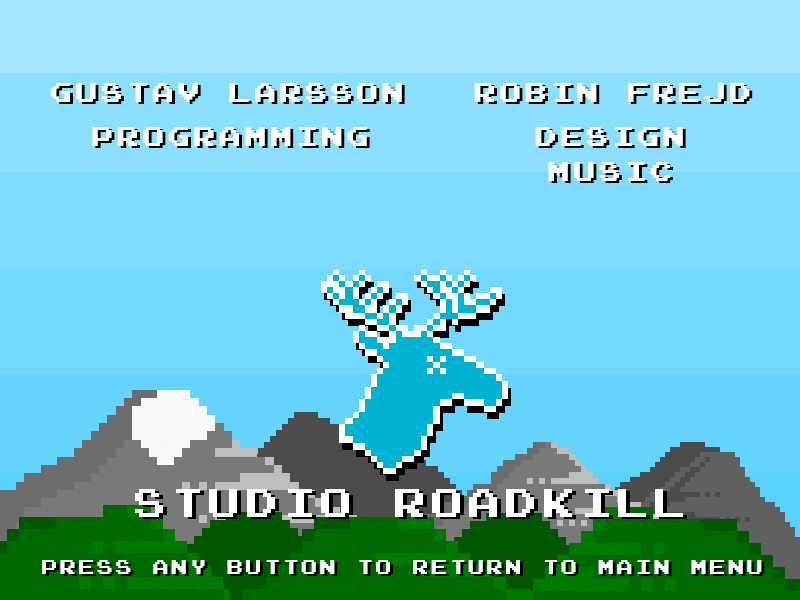 GUSTAV LARSSON
PROGRAMMING
ROBIN FREJD
DESIGN
MUSIC
STUDIO ROADKILL
PRESS ANY BUTTON TO RETURN TO MAIN MENU